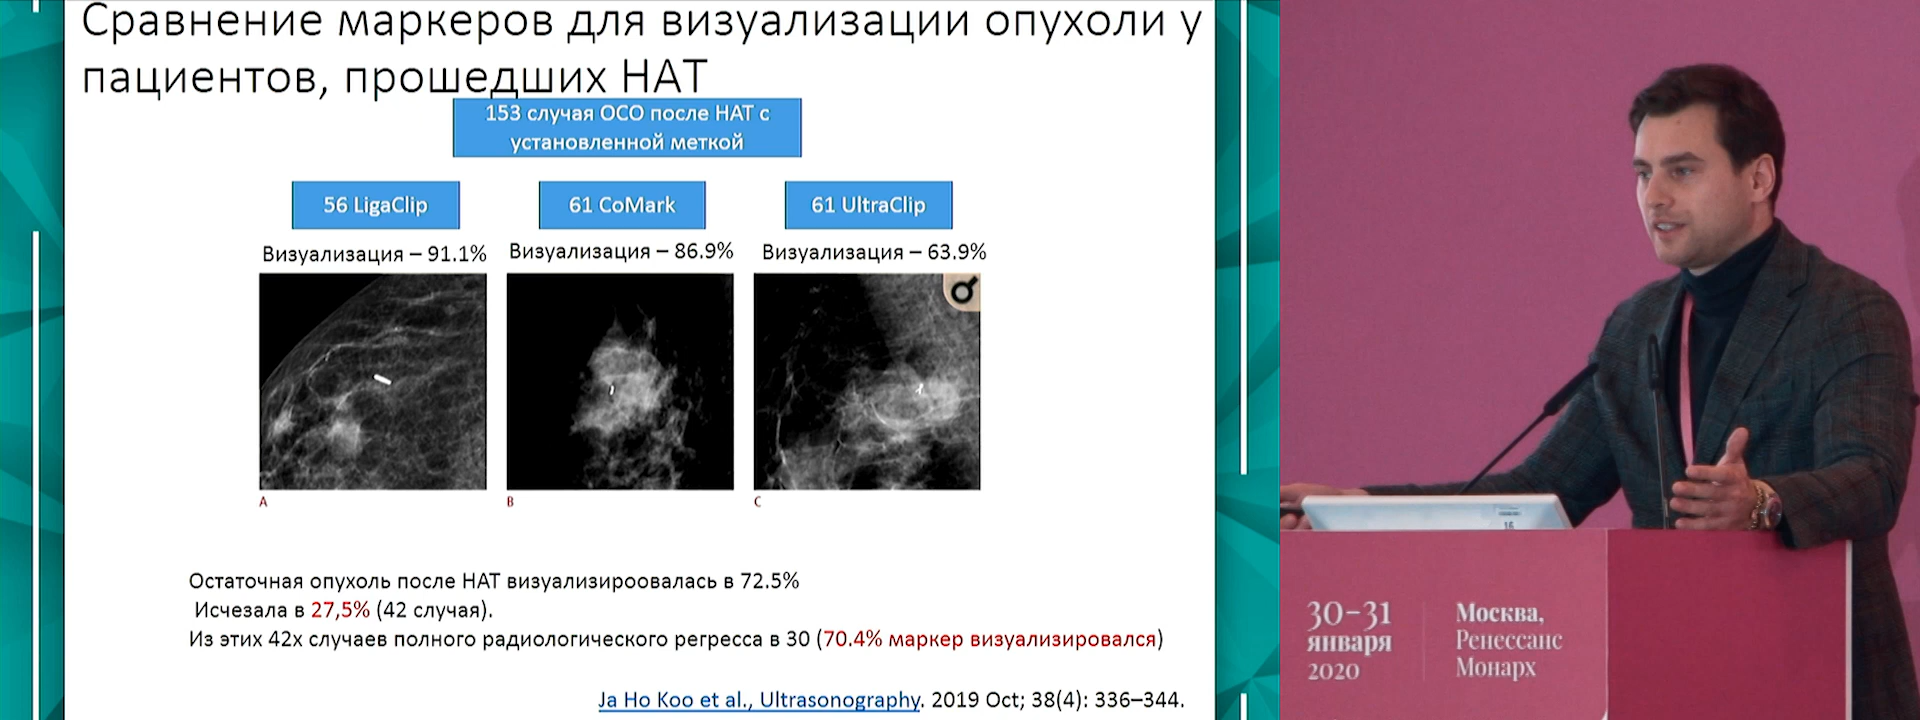 Сравнение маркеров для визуализации опухоли у
пациентов, прошедших НАТ
153 случая ОСО после НАТ с
установленной меткой
56 LigaClip
61 CoMark
61 UltraClip
Визуализация – 91.1%
Визуализация – 86.9%
Визуализация – 63.9%
A
B
C
Остаточная опухоль после НАТ визуализироовалась в 72.5%
Исчезала в 27,5% (42 случая).
Из этих 42х случаев полного радиологического регресса в 30 (70.4% маркер визуализировался)
Ja Ho Koo et al., Ultrasonography. 2019 Oct; 38(4): 336–344.
16
30–31
января
2020
Москва,
Ренессанс
Монарх